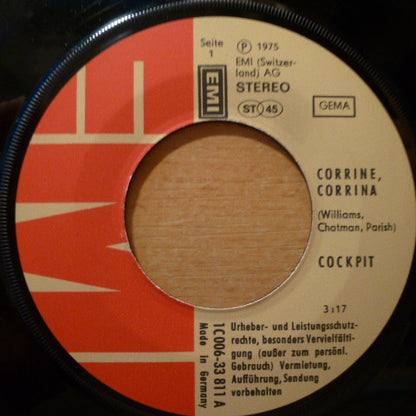 EMI
Seite
1
Ⓟ 1975
EMI (Switzer-
land) AG
STEREO
ST 45
EMI
GEMA
CORRINE,
CORRINA
(Williams,
Chatman, Parish)
COCKPIT
3:17
1C006-33 811 A
Made in Germany
Urheber- und Leistungsschutz-
rechte, besonders Vervielfälti-
gung (außer zum persönl.
Gebrauch) Vermietung,
Aufführung, Sendung
vorbehalten